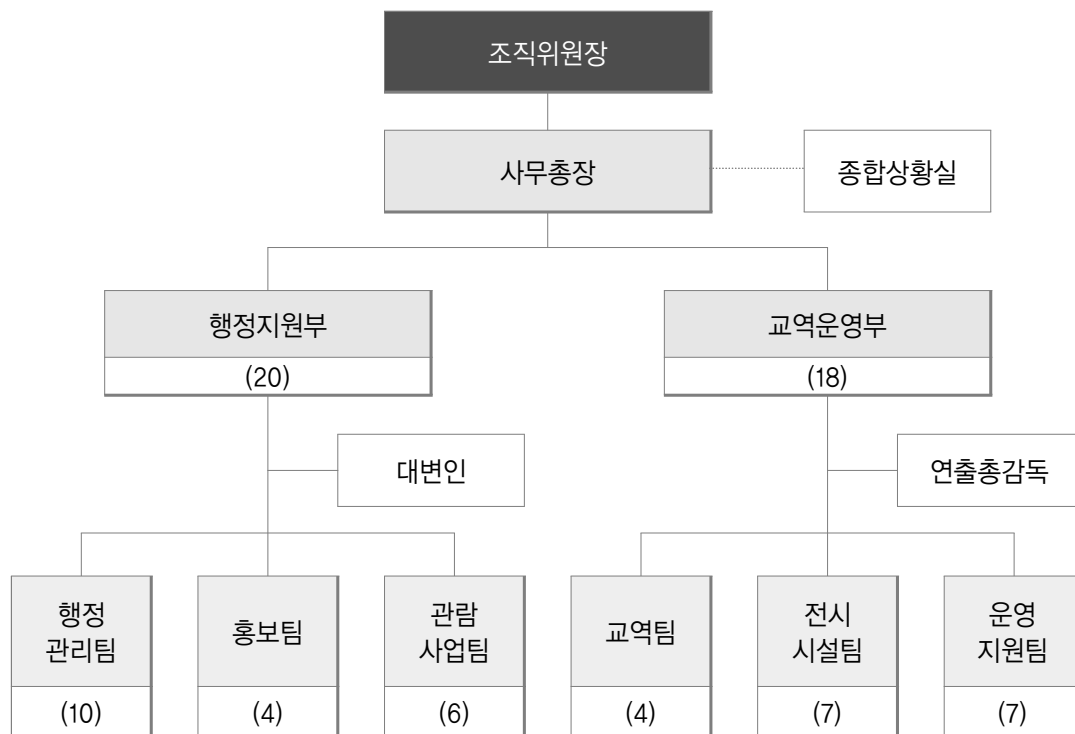 조직위원장
사무총장
종합상황실
행정지원부
(20)
교역운영부
(18)
대변인
연출총감독
행정
관리팀
(10)
홍보팀
(4)
관람
사업팀
(6)
교역팀
(4)
전시
시설팀
(7)
운영
지원팀
(7)